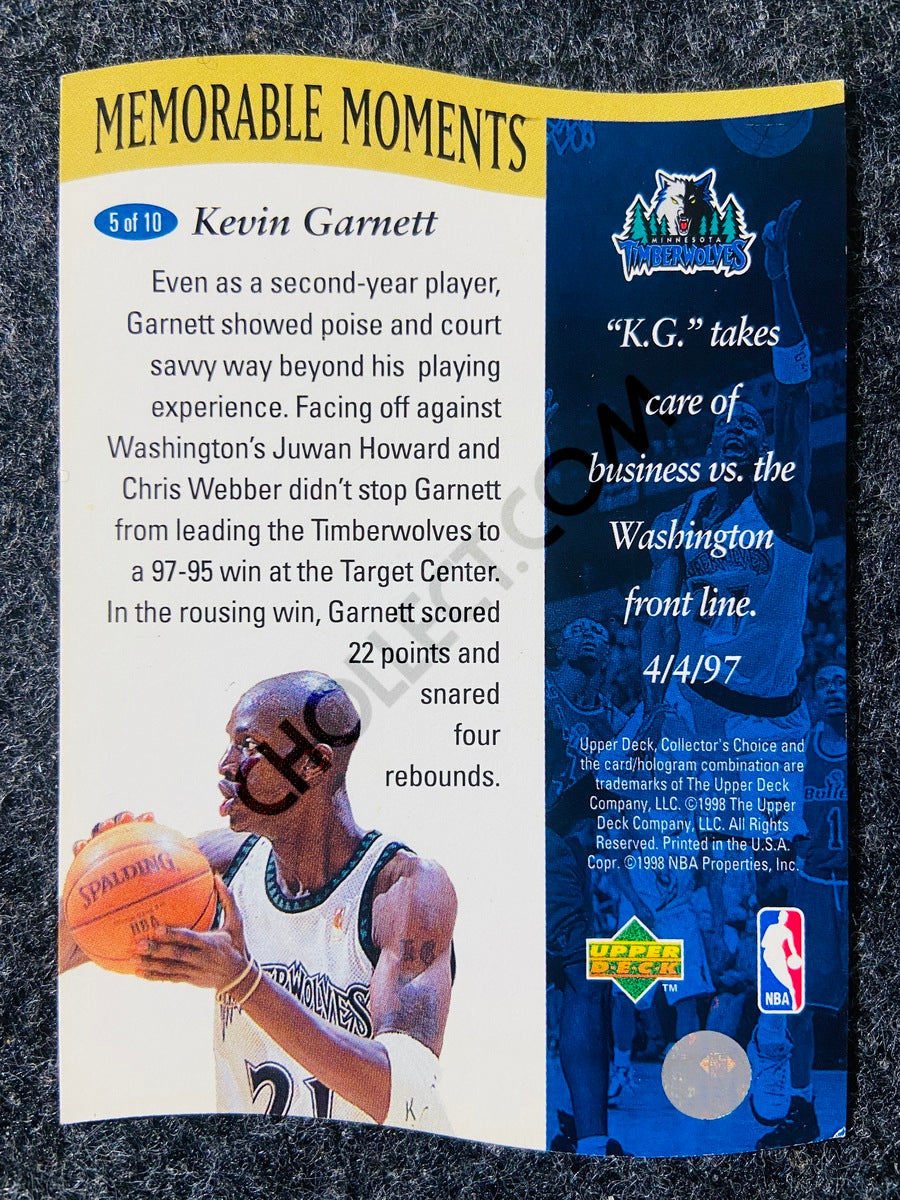 MEMORABLE MOMENTS
5 of 10 Kevin Garnett
Even as a second-year player,
Garnett showed poise and court
savvy way beyond his playing
experience. Facing off against
Washington's Juwan Howard and
Chris Webber didn't stop Garnett
from leading the Timberwolves to
a 97-95 win at the Target Center.
In the rousing win, Garnett scored
22 points and
snared
four
rebounds.
SPALDING
NBA
TIMBERWOLVES
21
K
MINNESOTA
TIMBERWOLVES
"K.G." takes
care of
business vs. the
Washington
front line.
4/4/97
Upper Deck, Collector's Choice and
the card/hologram combination are
trademarks of The Upper Deck
Company, LLC. ©1998 The Upper
Deck Company, LLC. All Rights
Reserved. Printed in the U.S.A.
Copr. ©1998 NBA Properties, Inc.
Bulle
1
UPPER
DECK
TM
NBA
CHOLLECT.COM